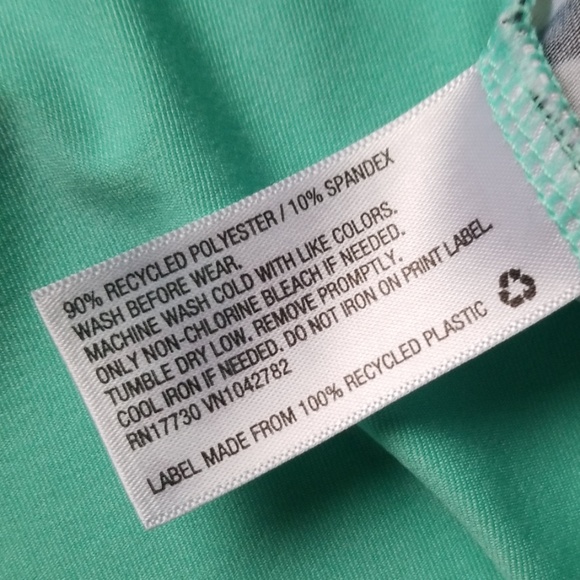 90% RECYCLED POLYESTER / 10% SPANDEX
WASH BEFORE WEAR.
MACHINE WASH COLD WITH LIKE COLORS.
ONLY NON-CHLORINE BLEACH IF NEEDED.
TUMBLE DRY LOW. REMOVE PROMPTLY.
COOL IRON IF NEEDED. DO NOT IRON ON PRINT LABEL.
RN17730 VN1042782
LABEL MADE FROM 100% RECYCLED PLASTIC